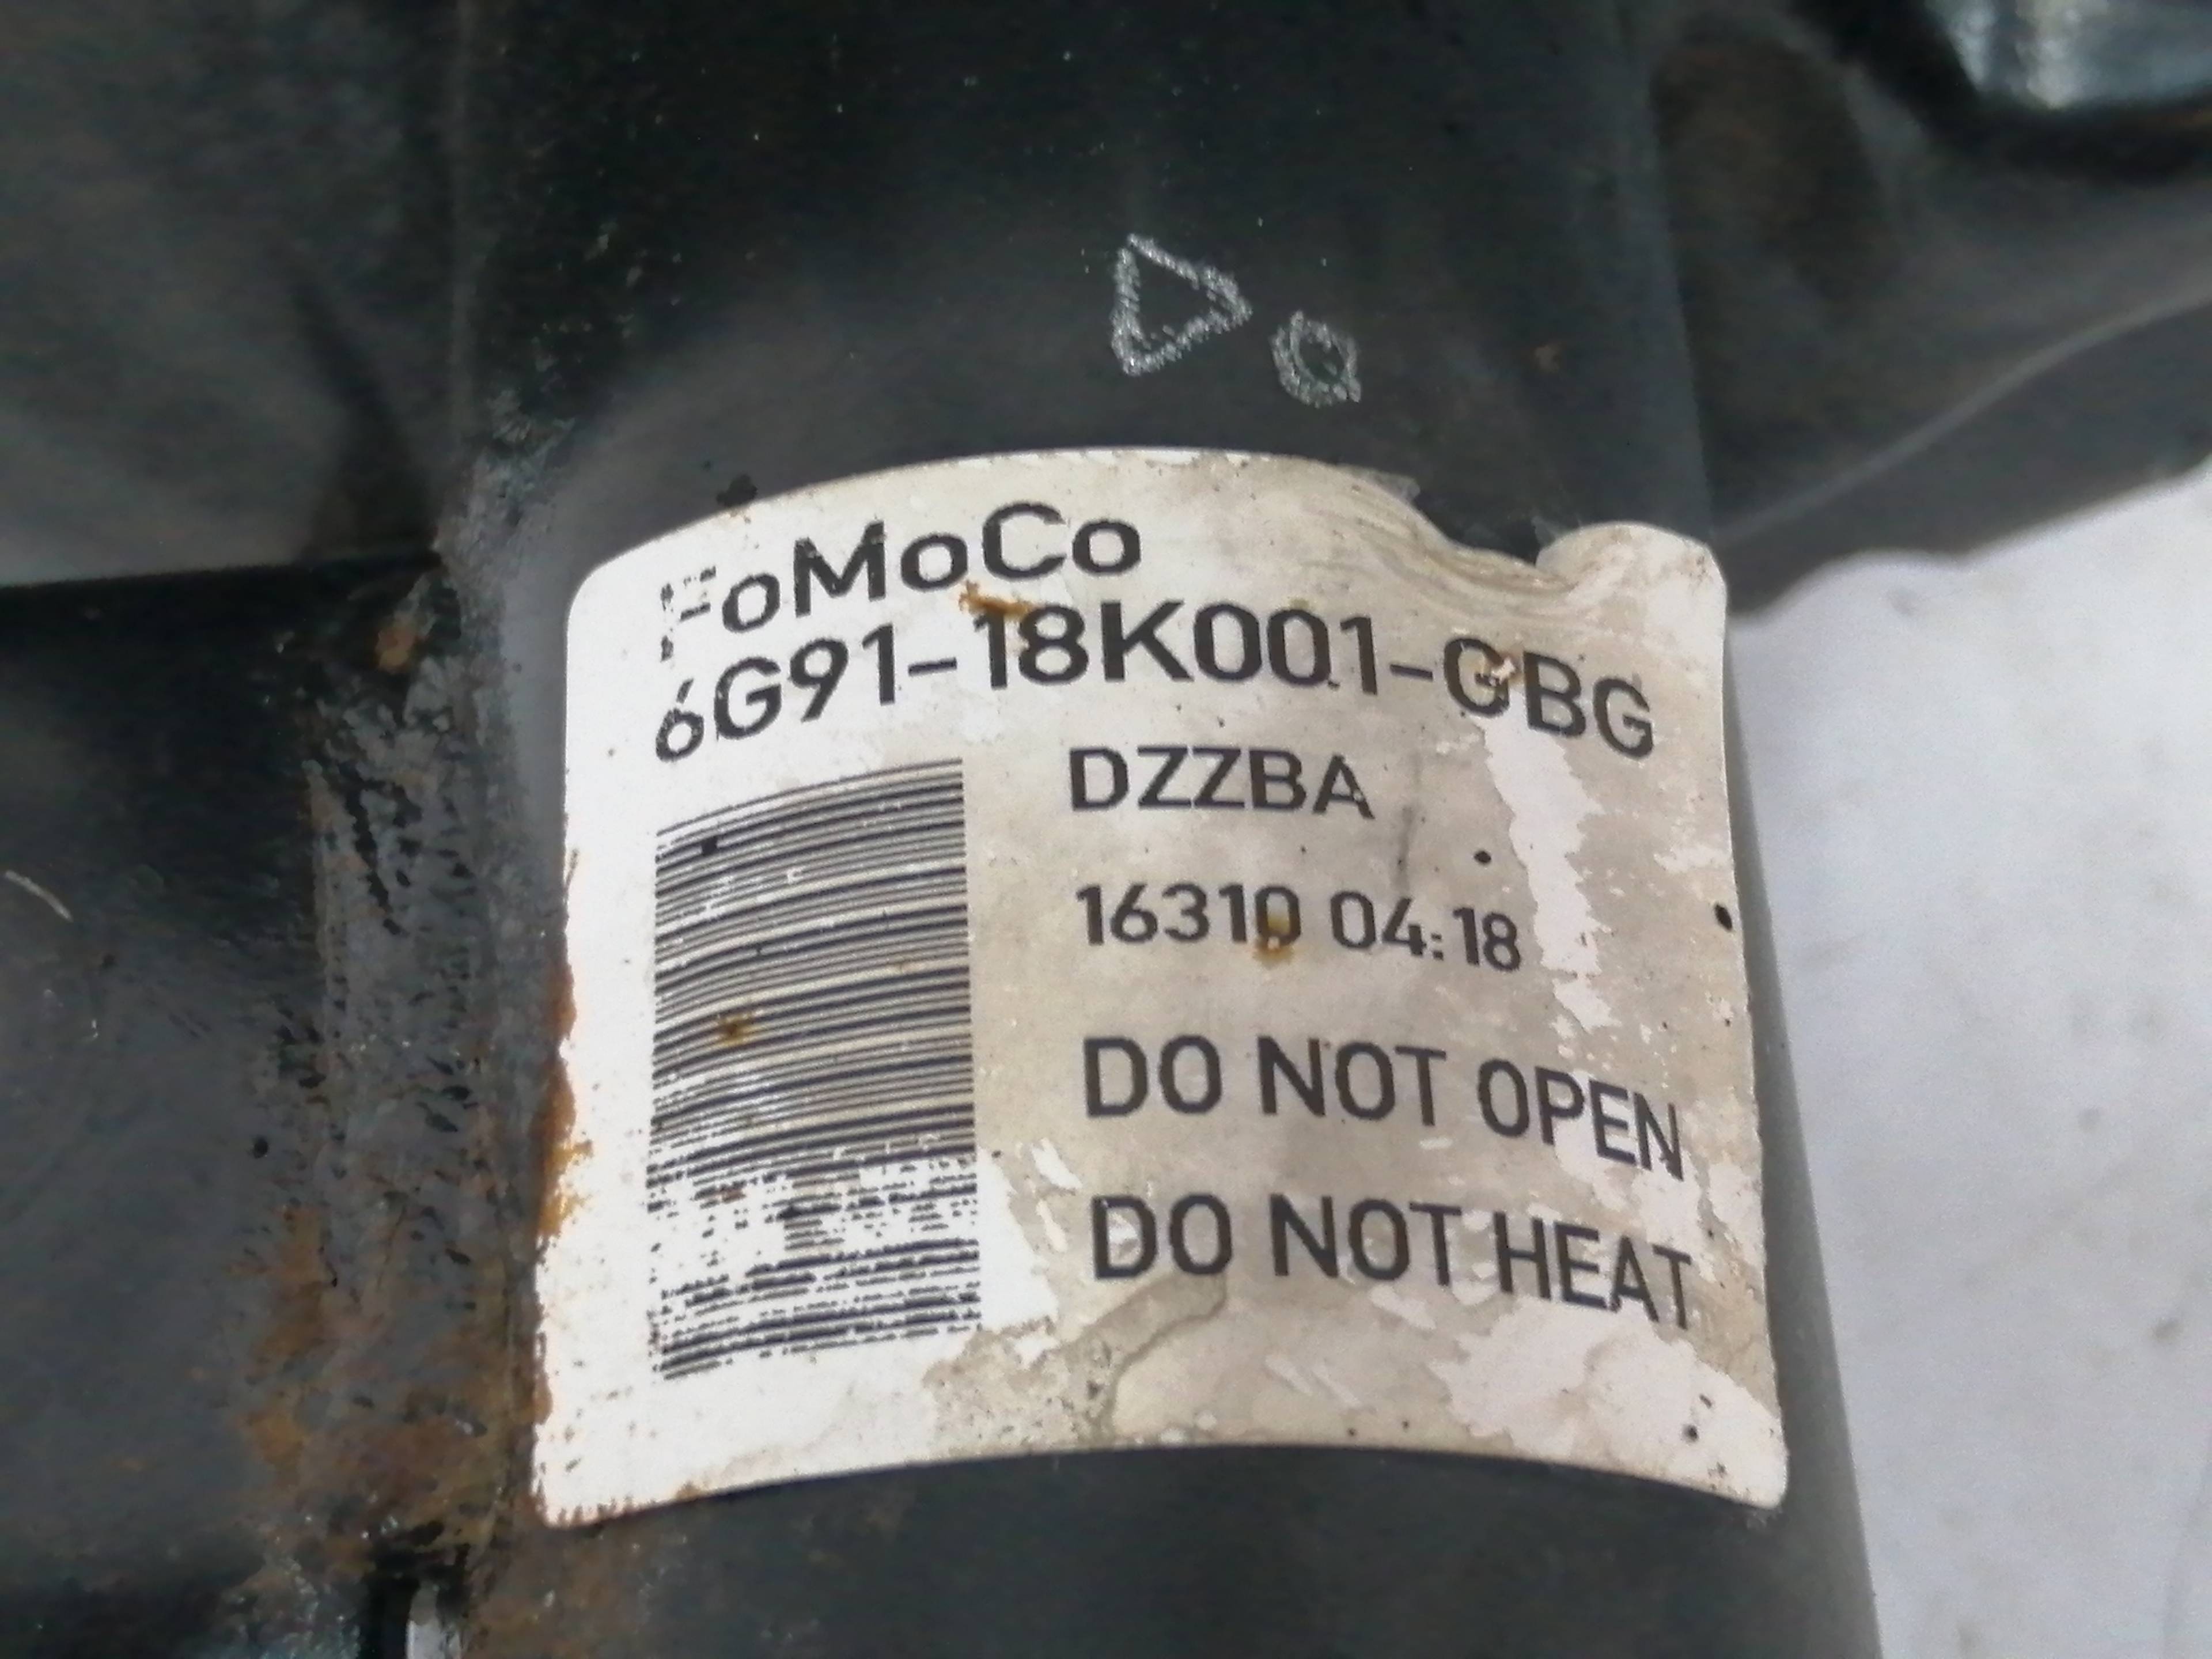 FoMoCo
6G91-18K001-GBG
DZZBA
16310 04:18
DO NOT OPEN
DO NOT HEAT